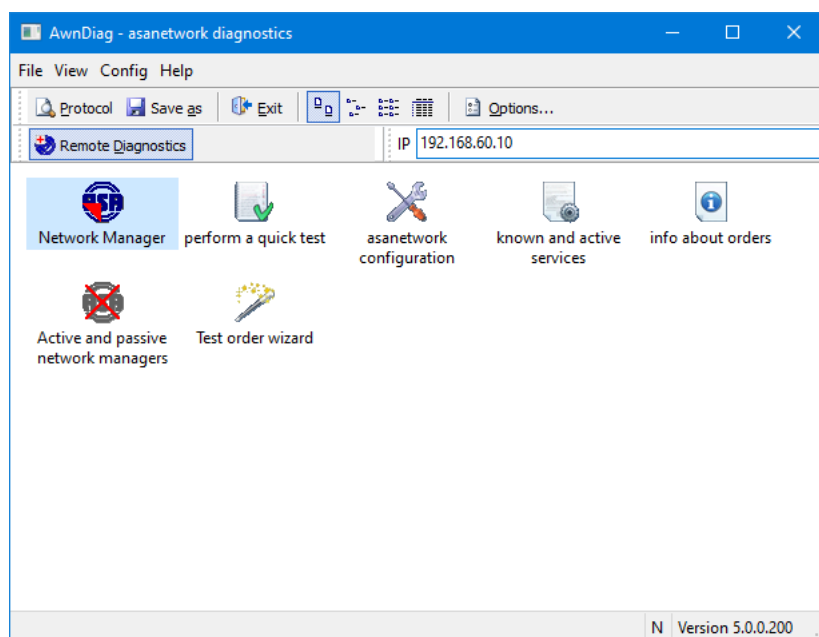 AwnDiag - asanetwork diagnostics
File View Config Help
Protocol Save as Exit Options...
Remote Diagnostics IP 192.168.60.10
Network Manager perform a quick test asanetwork configuration known and active services info about orders
Active and passive network managers Test order wizard
N Version 5.0.0.200